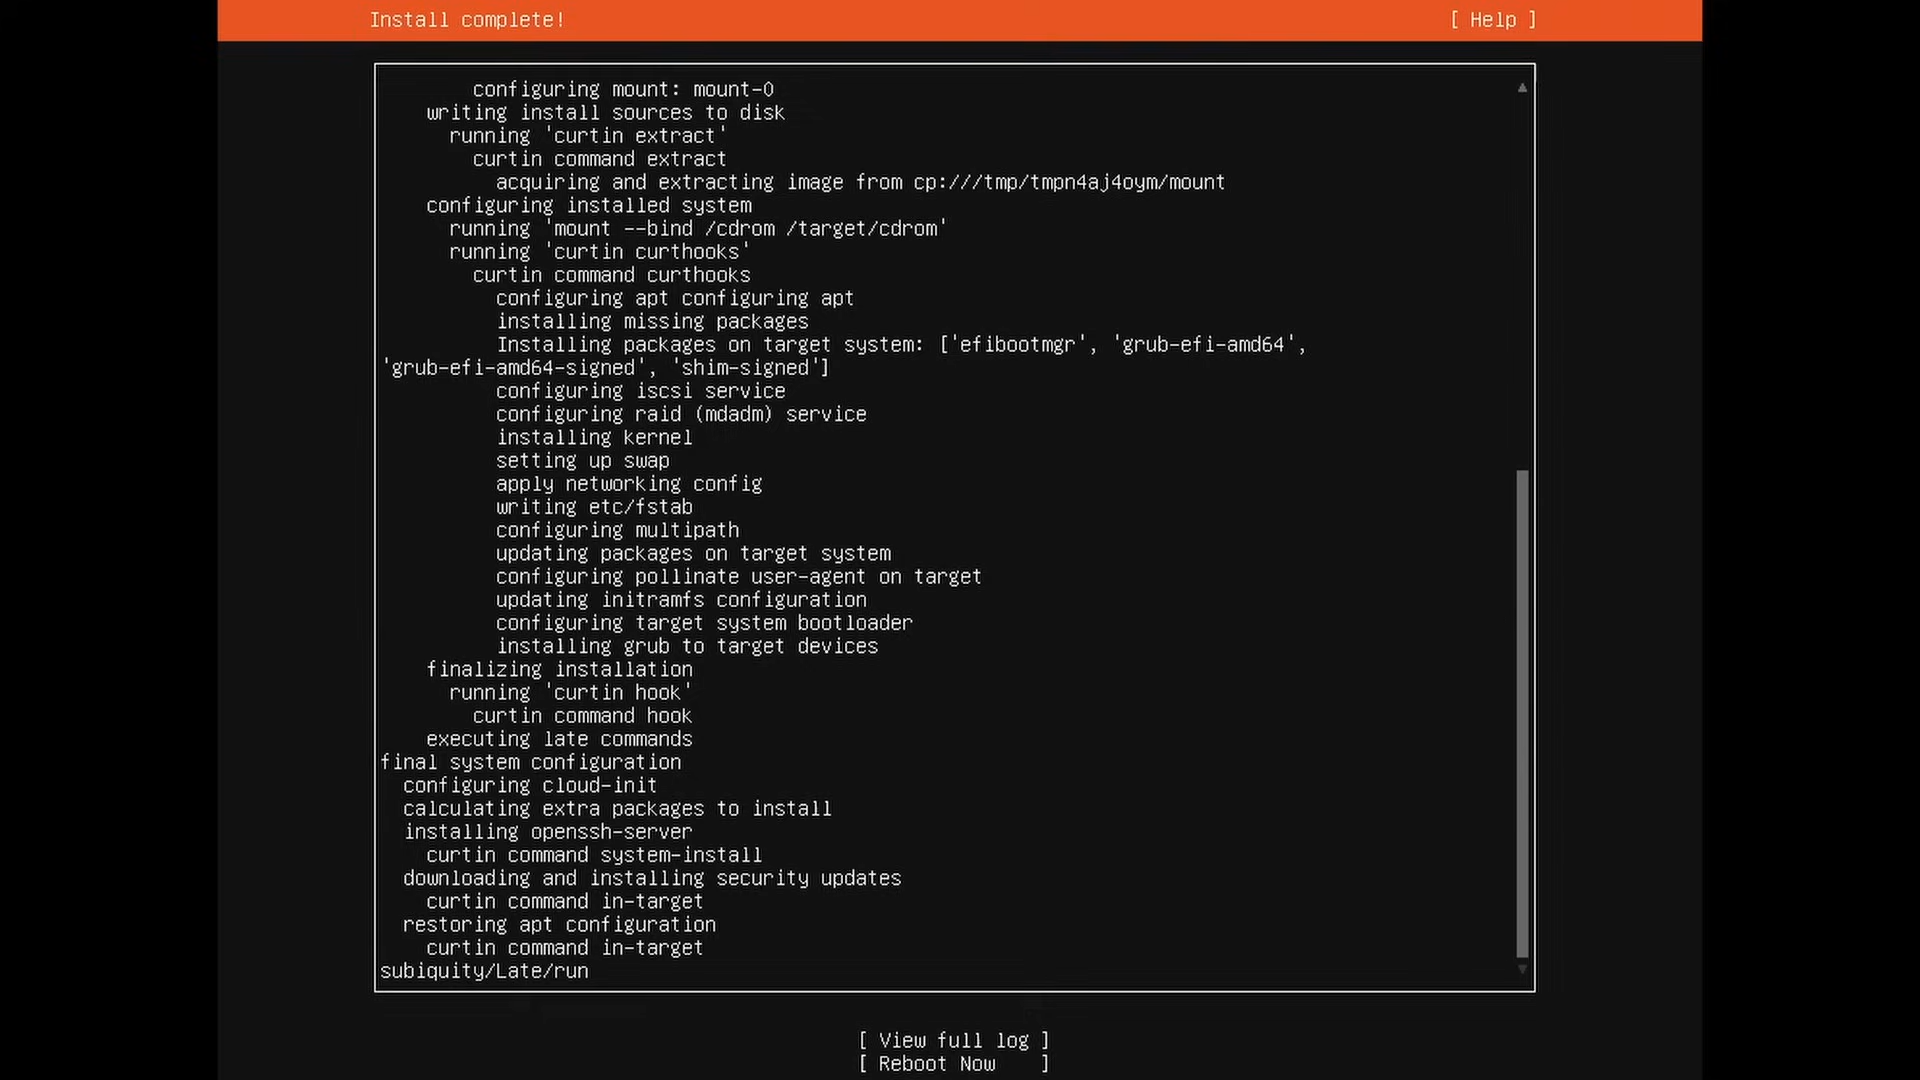 Install complete! [ Help ]
configuring mount: mount-0
writing install sources to disk
running 'curtin extract'
curtin command extract
acquiring and extracting image from cp:///tmp/tmpn4aj4oym/mount
configuring installed system
running 'mount --bind /cdrom /target/cdrom'
running 'curtin curthooks'
curtin command curthooks
configuring apt configuring apt
installing missing packages
Installing packages on target system: ['efibootmgr', 'grub-efi-amd64',
'grub-efi-amd64-signed', 'shim-signed']
configuring iscsi service
configuring raid (mdadm) service
installing kernel
setting up swap
apply networking config
writing etc/fstab
configuring multipath
updating packages on target system
configuring pollinate user-agent on target
updating initramfs configuration
configuring target system bootloader
installing grub to target devices
finalizing installation
running 'curtin hook'
curtin command hook
executing late commands
final system configuration
configuring cloud-init
calculating extra packages to install
installing openssh-server
curtin command system-install
downloading and installing security updates
curtin command in-target
restoring apt configuration
curtin command in-target
subiquity/Late/run
[ View full log ]
[ Reboot Now ]